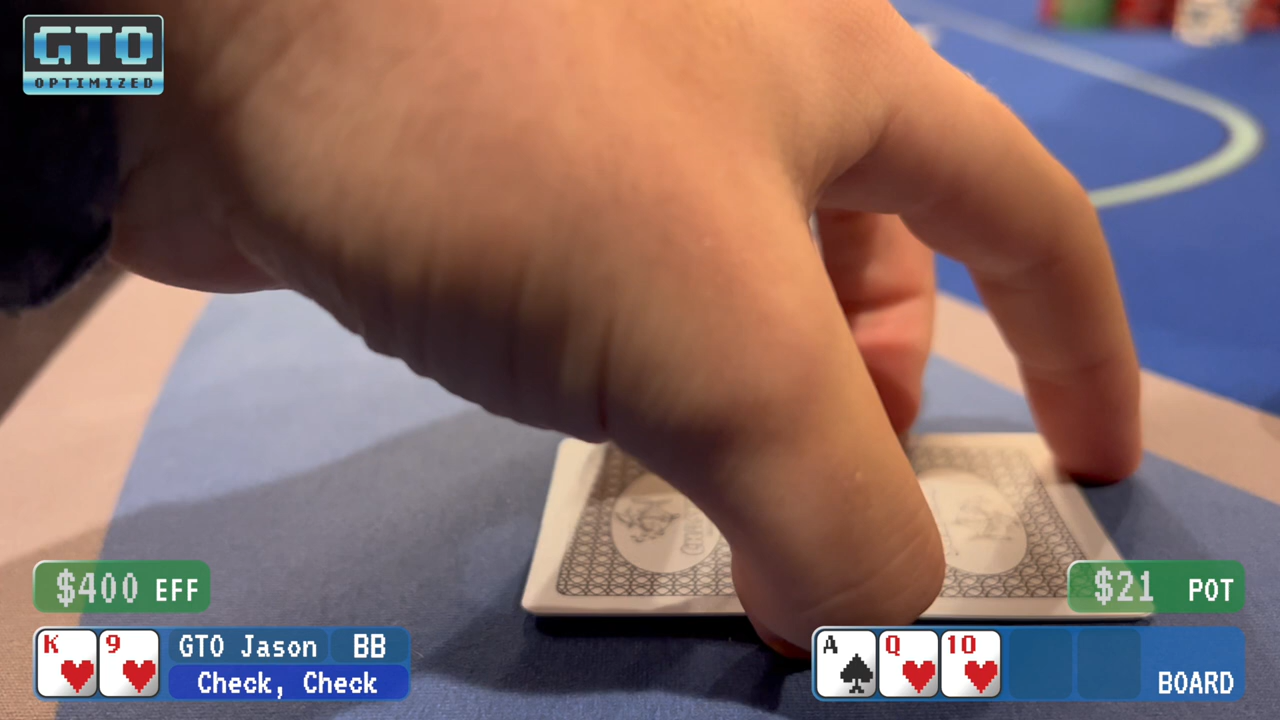 GTO
OPTIMIZED
$400 EFF
$21 POT
K 9 GTO Jason BB
Check, Check
A Q 10
BOARD